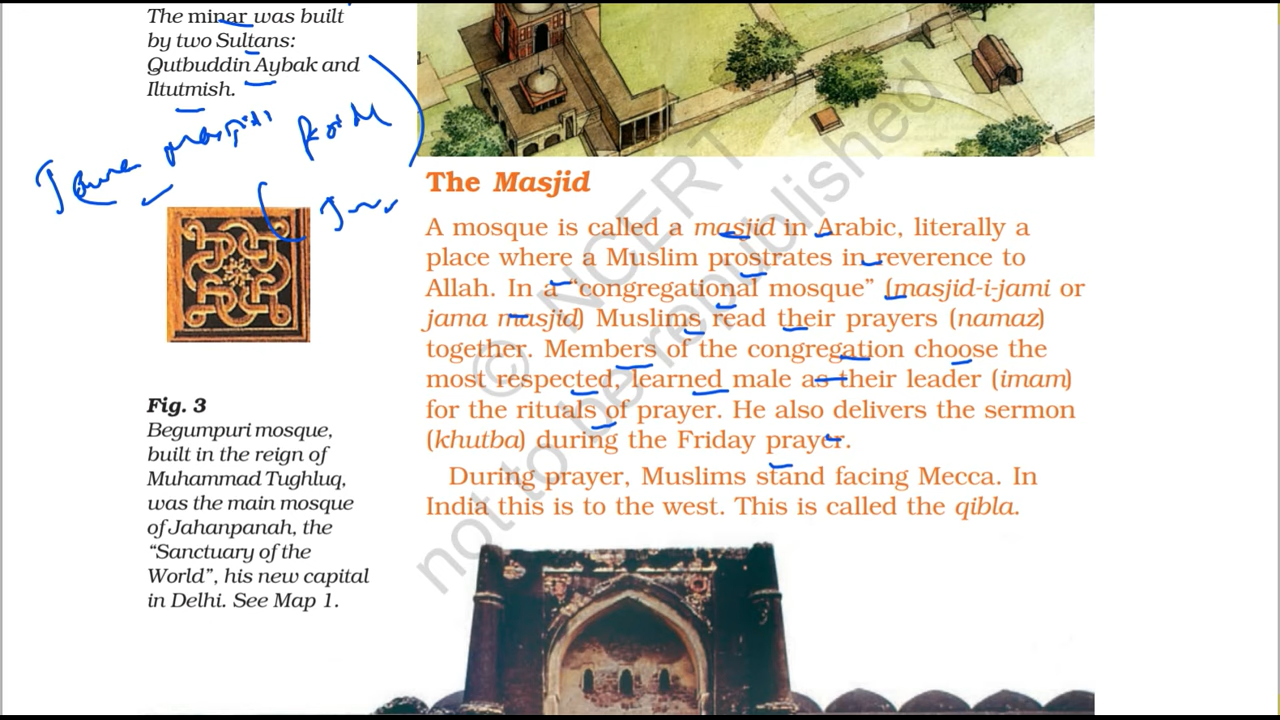 The minar was built
by two Sultans:
Qutbuddin Aybak and
Iltutmish.
masjid
The Masjid
A mosque is called a masjid in Arabic, literally a
place where a Muslim prostrates in reverence to
Allah. In a “congregational mosque” (masjid-i-jami or
jama masjid) Muslims read their prayers (namaz)
together. Members of the congregation choose the
most respected, learned male as their leader (imam)
for the rituals of prayer. He also delivers the sermon
(khutba) during the Friday prayer.
During prayer, Muslims stand facing Mecca. In
India this is to the west. This is called the qibla.
Fig. 3
Begumpuri mosque,
built in the reign of
Muhammad Tughluq,
was the main mosque
of Jahanpanah, the
“Sanctuary of the
World”, his new capital
in Delhi. See Map 1.
© NCERT
not to be republished